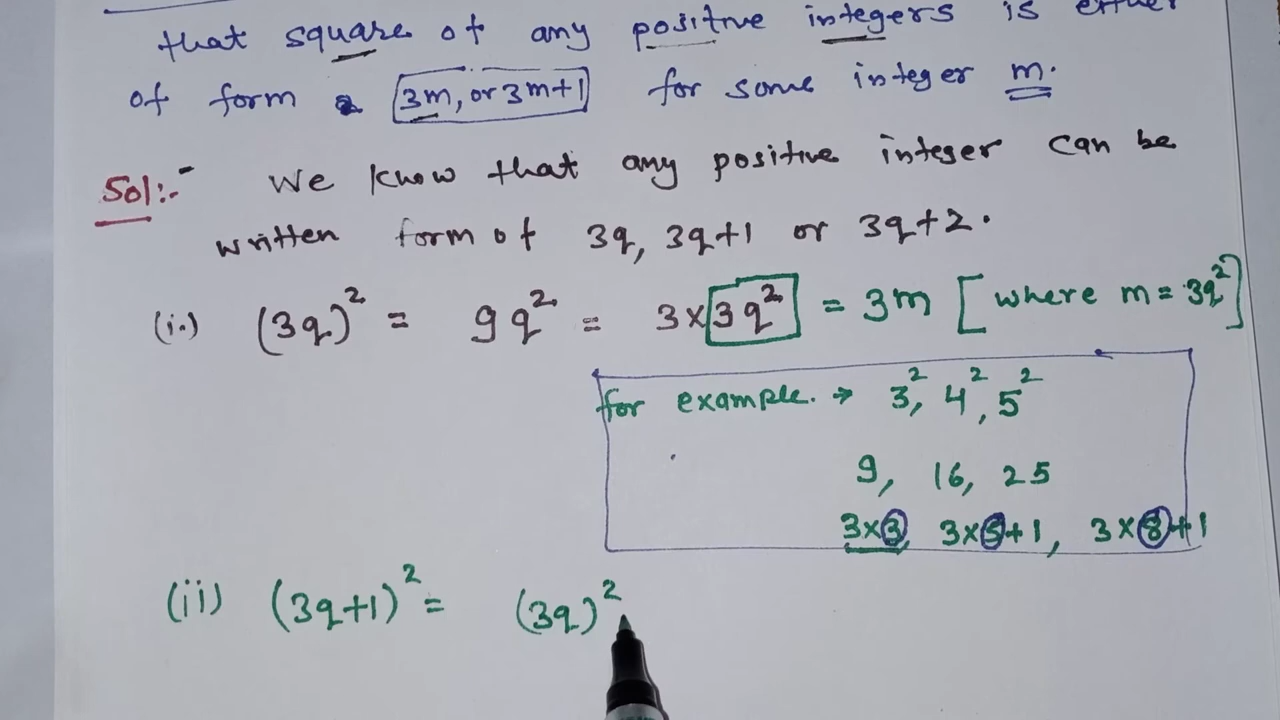 that square of any positive integers is either
of form 3m, or 3m+1 for some integer m.
Sol:- We know that any positive integer can be
written form of 3q, 3q+1 or 3q+2.
(i.) (3q)² = 9q² = 3×3q² = 3m [where m = 3q²]
for example. → 3², 4², 5²
9, 16, 25
3×3, 3×5+1, 3×8+1
(ii) (3q+1)² = (3q)²